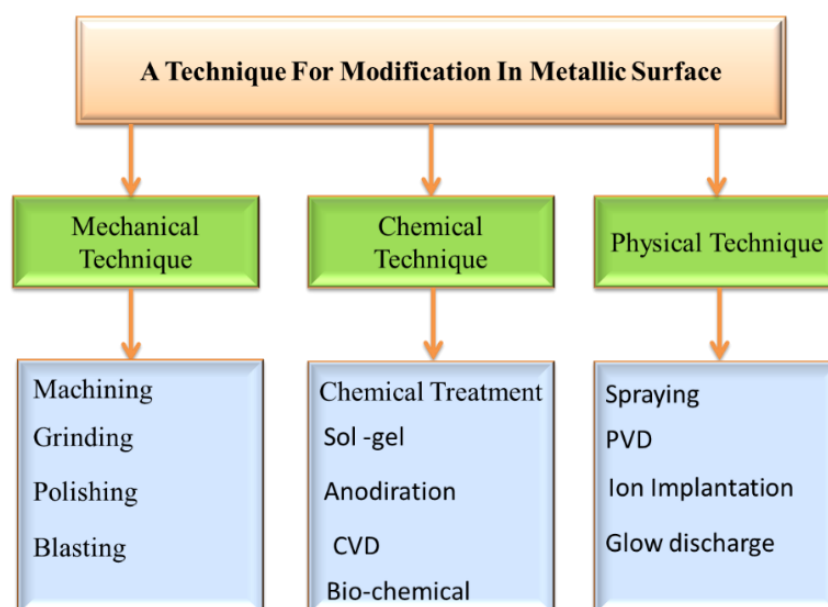 A Technique For Modification In Metallic Surface
Mechanical
Technique
Chemical
Technique
Physical Technique
Machining
Grinding
Polishing
Blasting
Chemical Treatment
Sol -gel
Anodiration
CVD
Bio-chemical
Spraying
PVD
Ion Implantation
Glow discharge